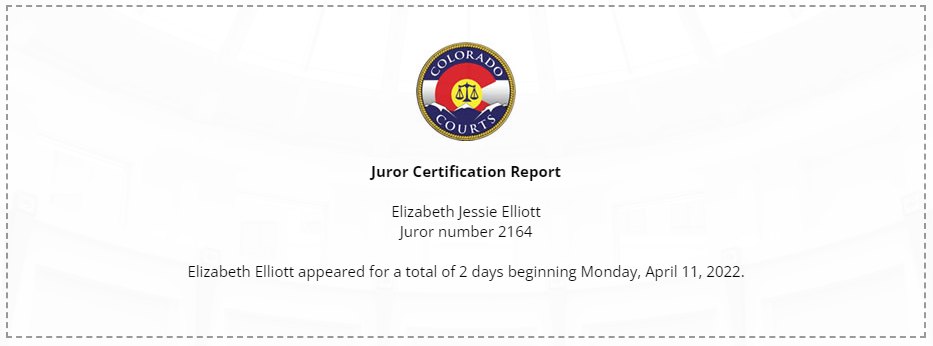 COLORADO
COURTS
Juror Certification Report
Elizabeth Jessie Elliott
Juror number 2164
Elizabeth Elliott appeared for a total of 2 days beginning Monday, April 11, 2022.